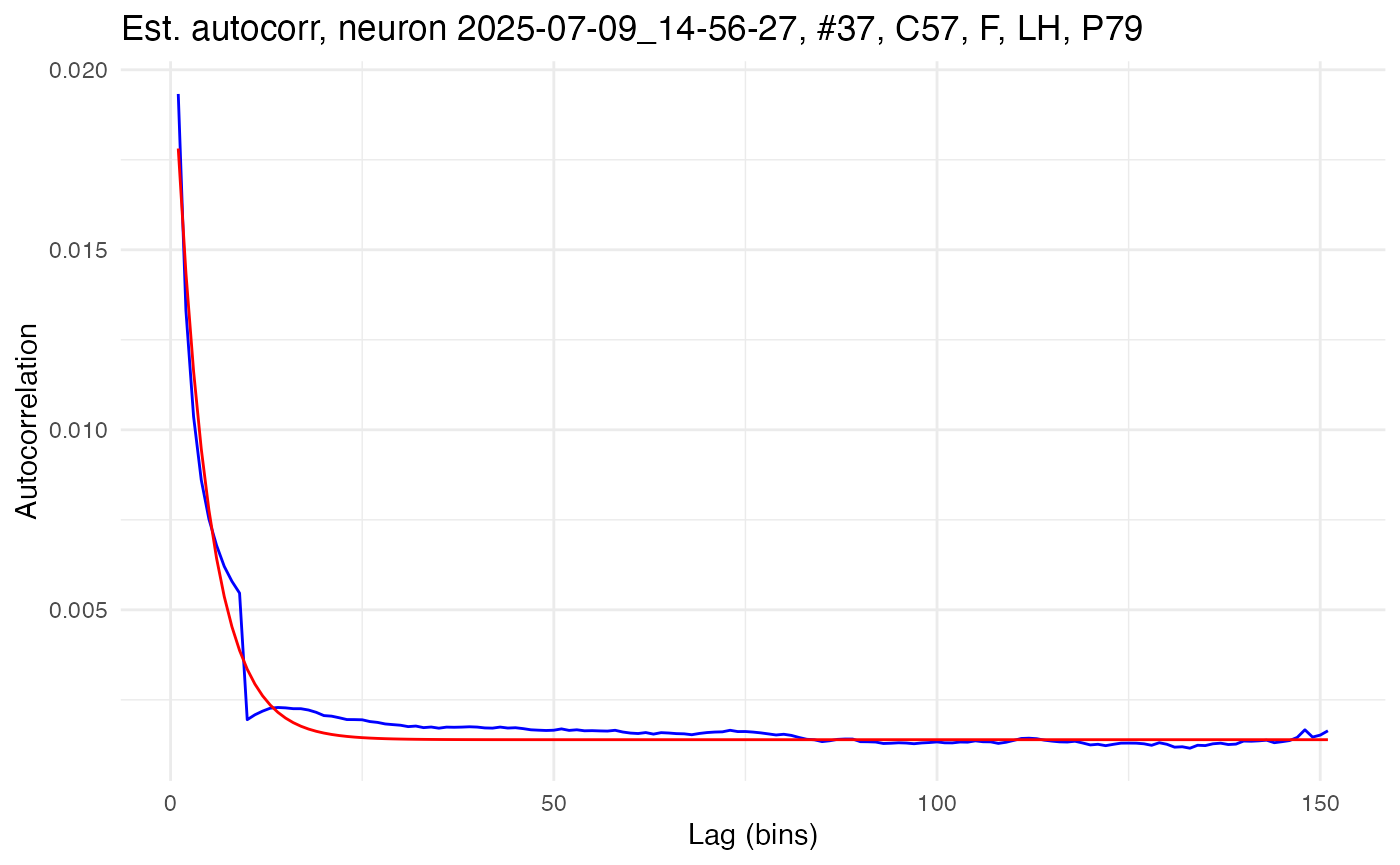 Est. autocorr, neuron 2025-07-09_14-56-27, #37, C57, F, LH, P79
0.020
0.015
0.010
0.005
Autocorrelation
0
50
100
150
Lag (bins)